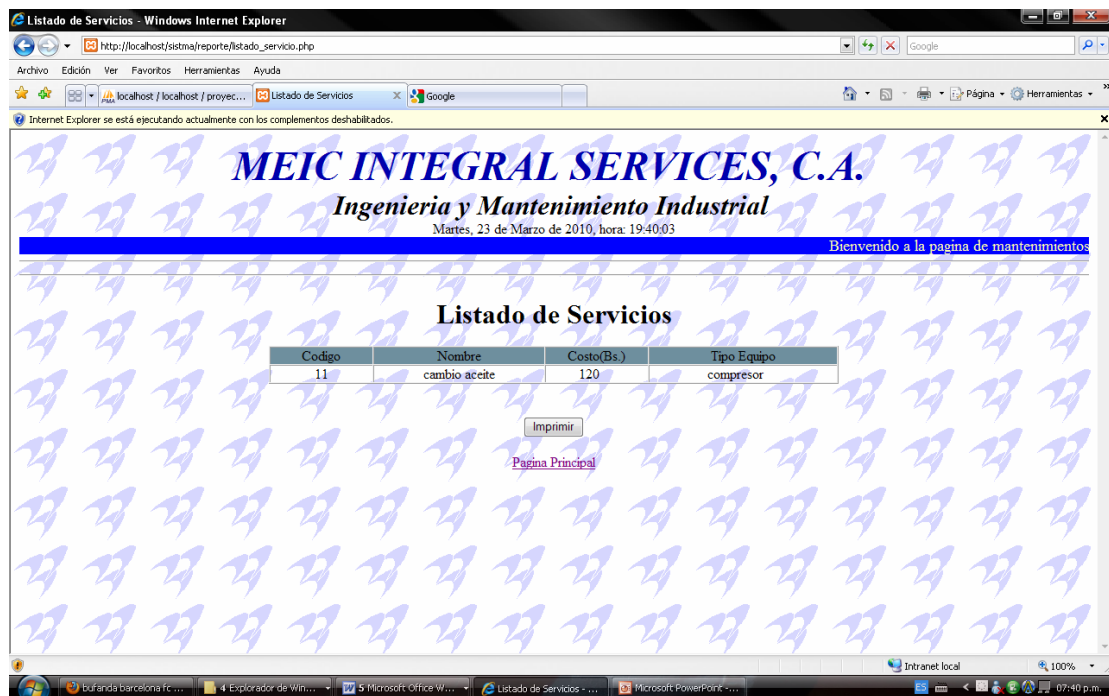 Listado de Servicios - Windows Internet Explorer
http://localhost/sistma/reporte/listado_servicio.php
Google
Archivo Edición Ver Favoritos Herramientas Ayuda
localhost / localhost / proyec... Listado de Servicios Google Página Herramientas
Internet Explorer se está ejecutando actualmente con los complementos deshabilitados.
MEIC INTEGRAL SERVICES, C.A.
Ingenieria y Mantenimiento Industrial
Martes, 23 de Marzo de 2010, hora: 19:40:03
Bienvenido a la pagina de mantenimientos
Listado de Servicios
Codigo Nombre Costo(Bs.) Tipo Equipo
11 cambio aceite 120 compresor
Imprimir
Pagina Principal
Intranet local 100%
bufanda barcelona fc ... 4 Explorador de Win... 5 Microsoft Office W... Listado de Servicios - ... Microsoft PowerPoint -... ES 07:40 p.m.